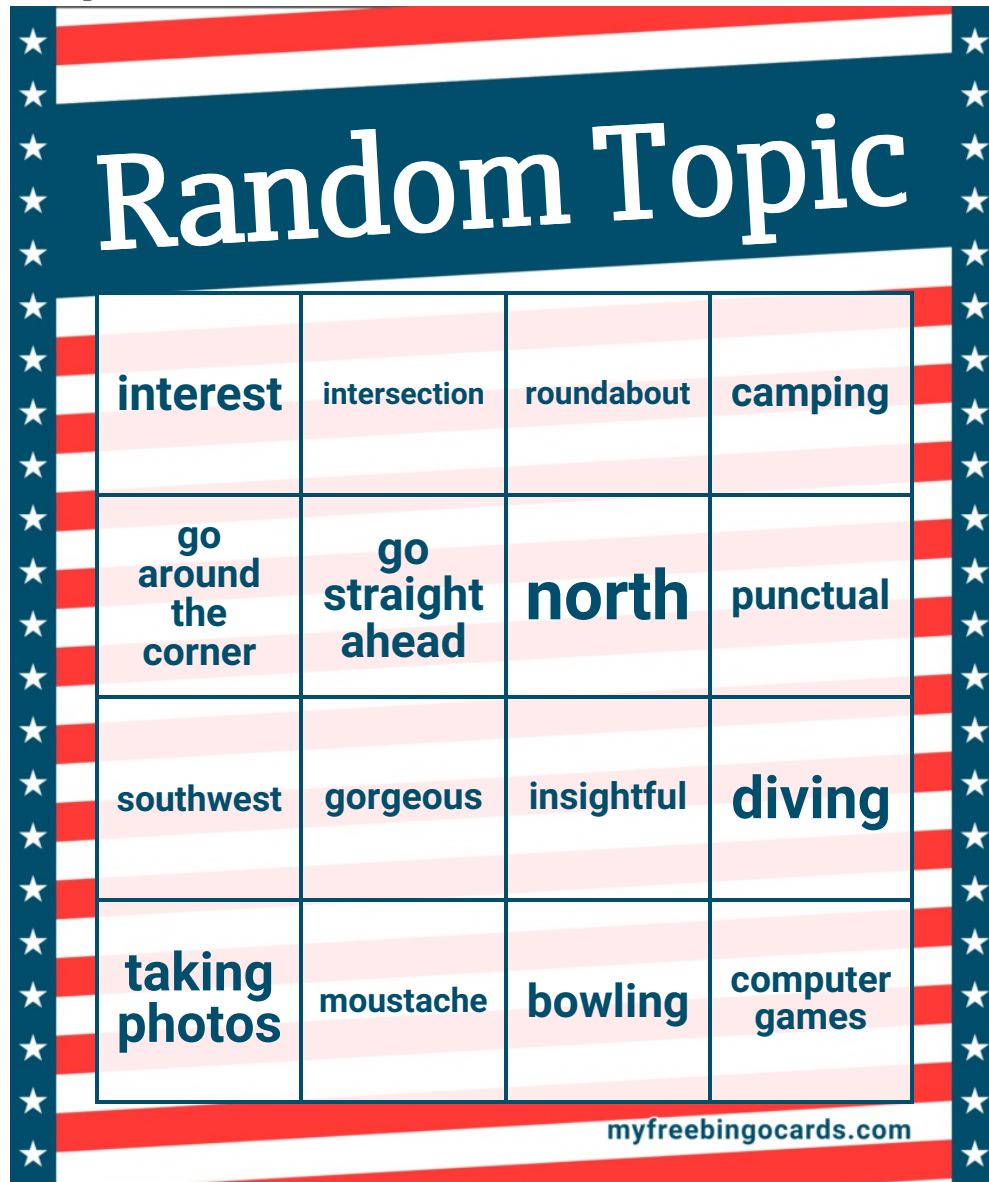 Random Topic
interest
intersection
roundabout
camping
go
around
the
corner
go
straight
ahead
north
punctual
southwest
gorgeous
insightful
diving
taking
photos
moustache
bowling
computer
games
myfreebingocards.com